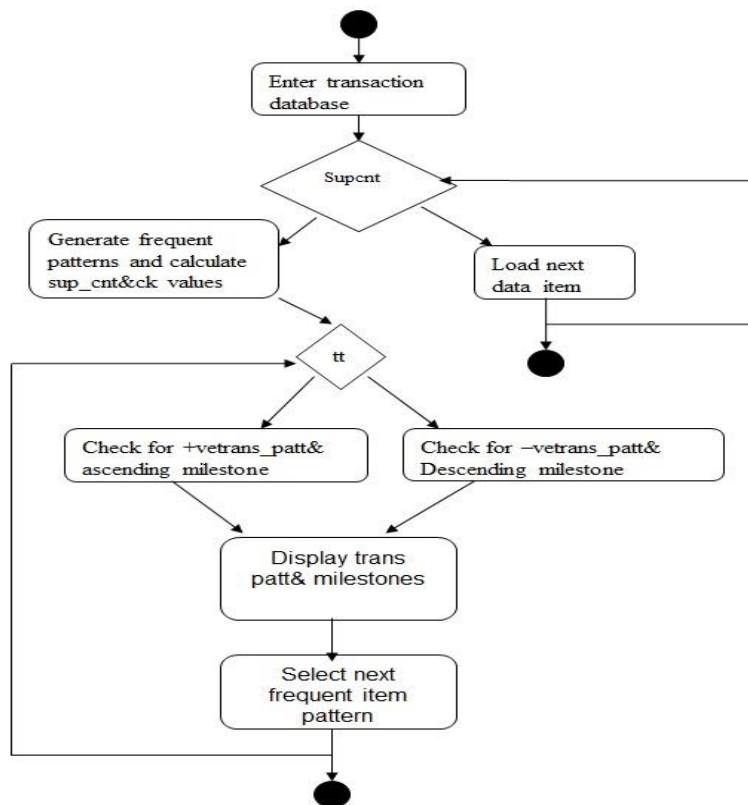 Enter transaction
database
Supcnt
Generate frequent
patterns and calculate
sup_cnt&ck values
Load next
data item
tt
Check for +vetrans_patt&
ascending milestone
Check for –vetrans_patt&
Descending milestone
Display trans
patt& milestones
Select next
frequent item
pattern